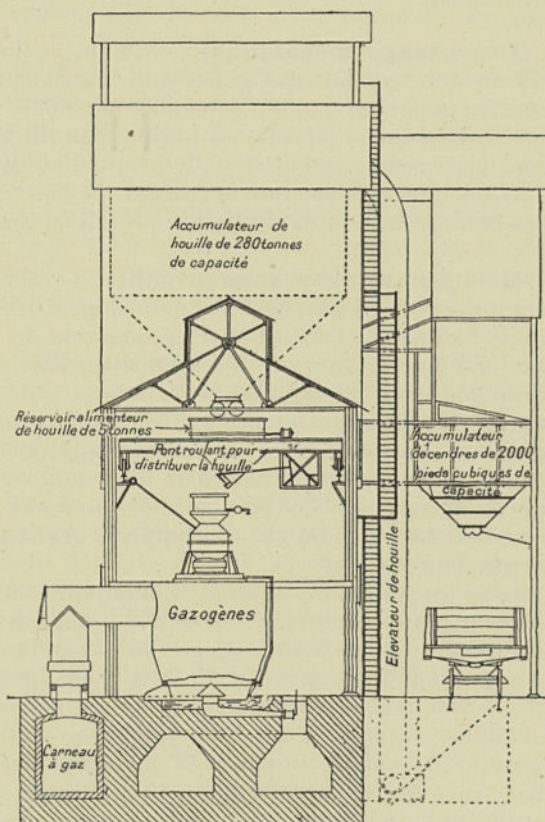 Accumulateur de
houille de 280 tonnes
de capacité
Réservoir alimenteur
de houille de 5 tonnes
Pont roulant pour
distribuer la houille
Accumulateur
de cendres de 2000
pieds cubiques de
capacité
Elevateur de houille
Gazogènes
Carneau
à gaz